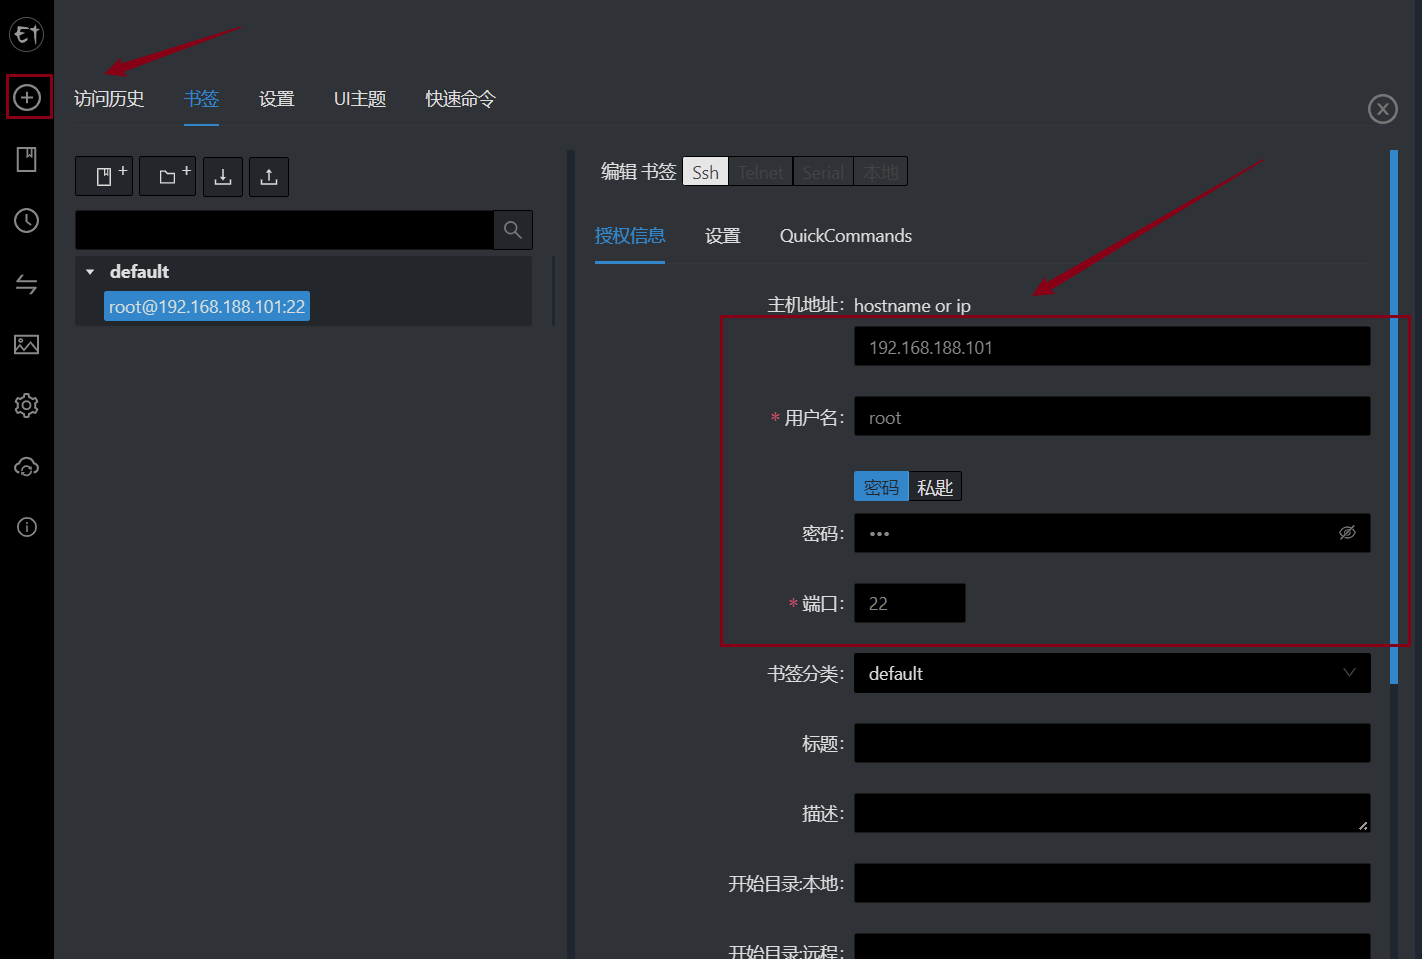 访问历史 书签 设置 UI主题 快速命令
编辑 书签 Ssh Telnet Serial 本地
default
root@192.168.188.101:22
授权信息 设置 QuickCommands
主机地址: hostname or ip
192.168.188.101
* 用户名: root
密码 私匙
密码: •••
* 端口: 22
书签分类: default
标题:
描述:
开始目录:本地:
开始目录:远程: